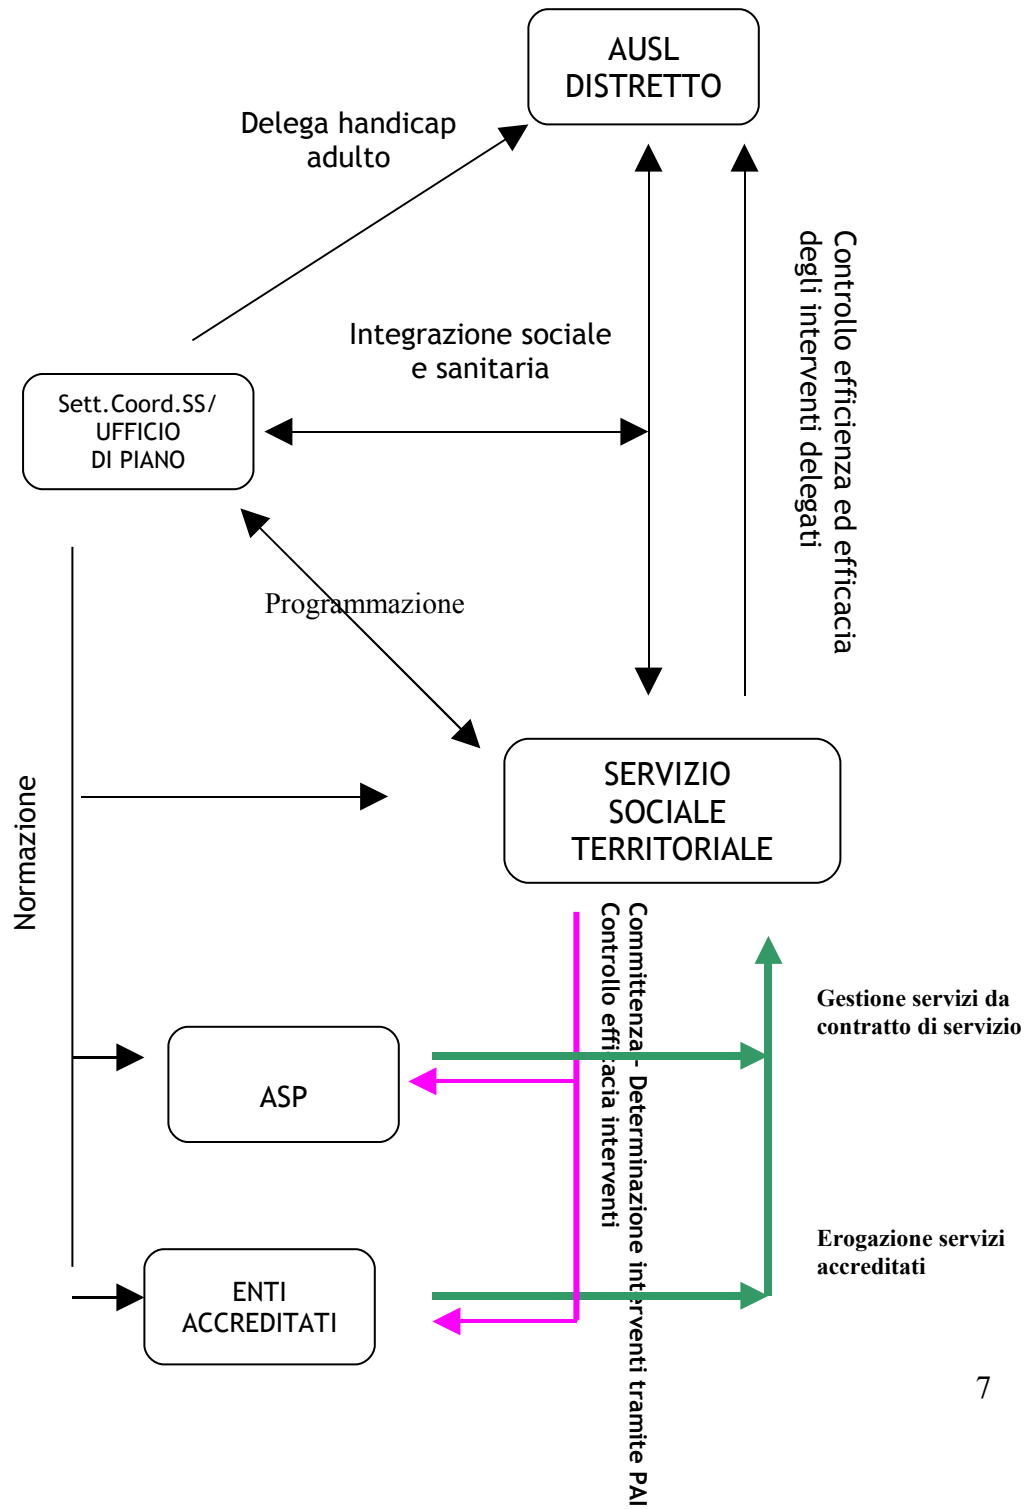 AUSL
DISTRETTO
Delega handicap
adulto
Controllo efficienza ed efficacia
degli interventi delegati
Integrazione sociale
e sanitaria
Sett.Coord.SS/
UFFICIO
DI PIANO
Programmazione
SERVIZIO
SOCIALE
TERRITORIALE
Normazione
Committenza - Determinazione interventi tramite PAI
Controllo efficacia interventi
Gestione servizi da
contratto di servizio
ASP
Erogazione servizi
accreditati
ENTI
ACCREDITATI
7